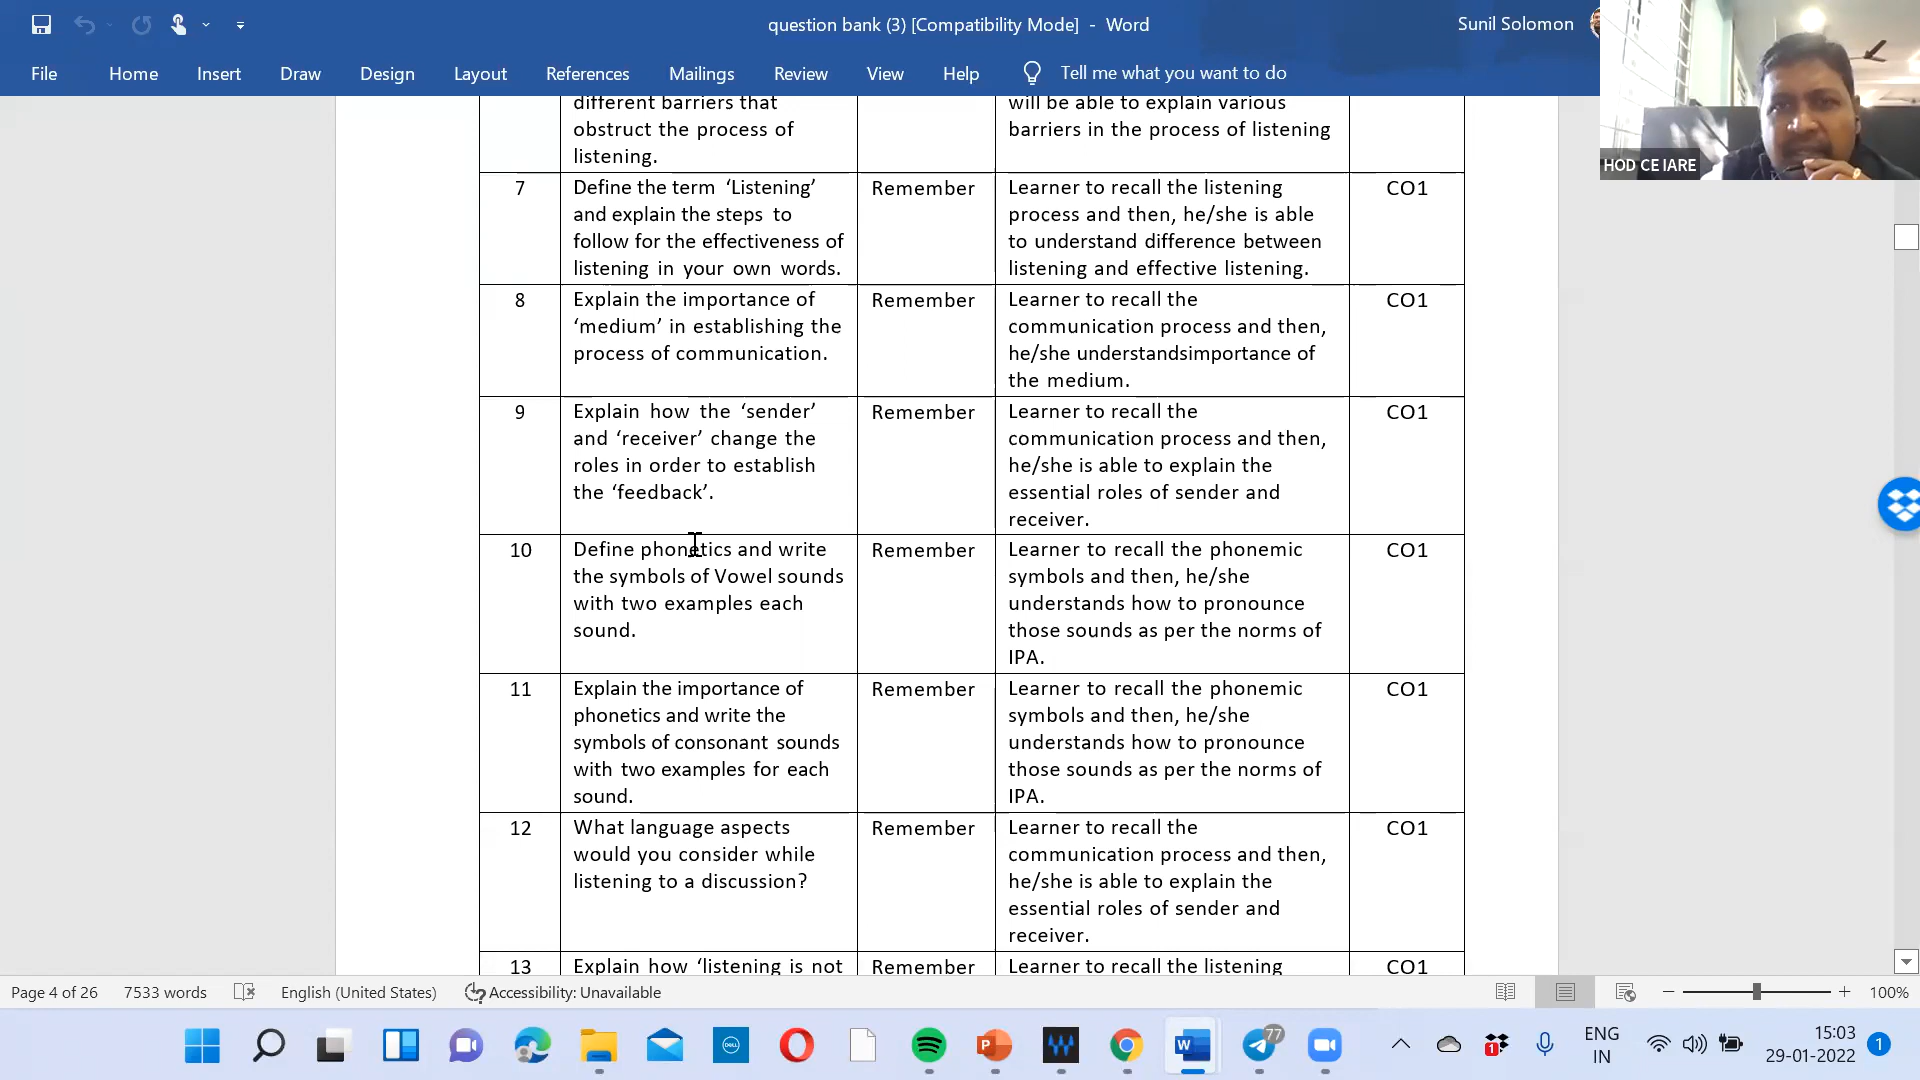 question bank (3) [Compatibility Mode] - Word
Sunil Solomon
File Home Insert Draw Design Layout References Mailings Review View Help Tell me what you want to do
HOD CE IARE
different barriers that
obstruct the process of
listening.
will be able to explain various
barriers in the process of listening
7
Define the term ‘Listening’
and explain the steps to
follow for the effectiveness of
listening in your own words.
Remember
Learner to recall the listening
process and then, he/she is able
to understand difference between
listening and effective listening.
CO1
8
Explain the importance of
‘medium’ in establishing the
process of communication.
Remember
Learner to recall the
communication process and then,
he/she understandsimportance of
the medium.
CO1
9
Explain how the ‘sender’
and ‘receiver’ change the
roles in order to establish
the ‘feedback’.
Remember
Learner to recall the
communication process and then,
he/she is able to explain the
essential roles of sender and
receiver.
CO1
10
Define phonetics and write
the symbols of Vowel sounds
with two examples each
sound.
Remember
Learner to recall the phonemic
symbols and then, he/she
understands how to pronounce
those sounds as per the norms of
IPA.
CO1
11
Explain the importance of
phonetics and write the
symbols of consonant sounds
with two examples for each
sound.
Remember
Learner to recall the phonemic
symbols and then, he/she
understands how to pronounce
those sounds as per the norms of
IPA.
CO1
12
What language aspects
would you consider while
listening to a discussion?
Remember
Learner to recall the
communication process and then,
he/she is able to explain the
essential roles of sender and
receiver.
CO1
13
Explain how ‘listening is not
Remember
Learner to recall the listening
CO1
Page 4 of 26 7533 words English (United States) Accessibility: Unavailable 100%
DELL
77
1
ENG
IN
15:03
29-01-2022
1